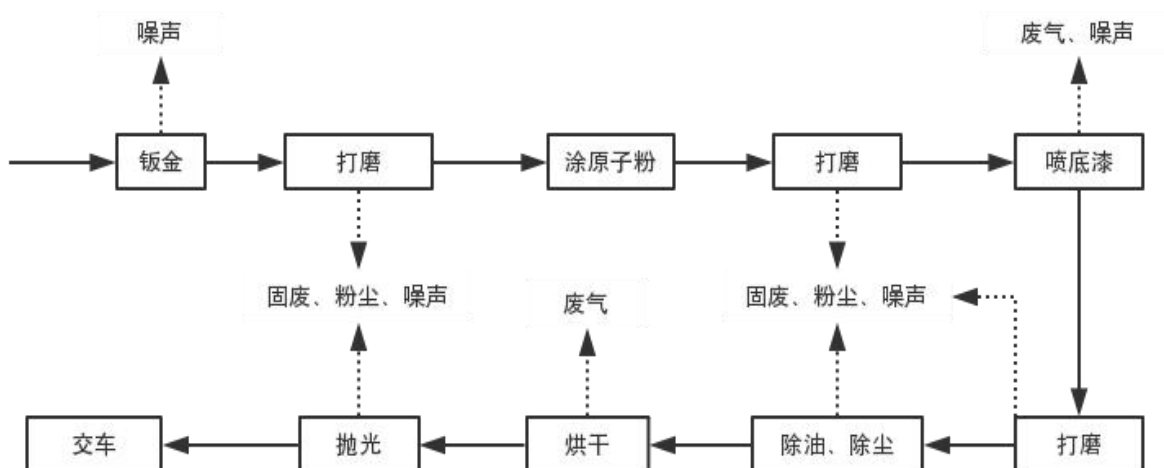 噪声
废气、噪声
钣金
打磨
涂原子粉
打磨
喷底漆
固废、粉尘、噪声
废气
固废、粉尘、噪声
交车
抛光
烘干
除油、除尘
打磨